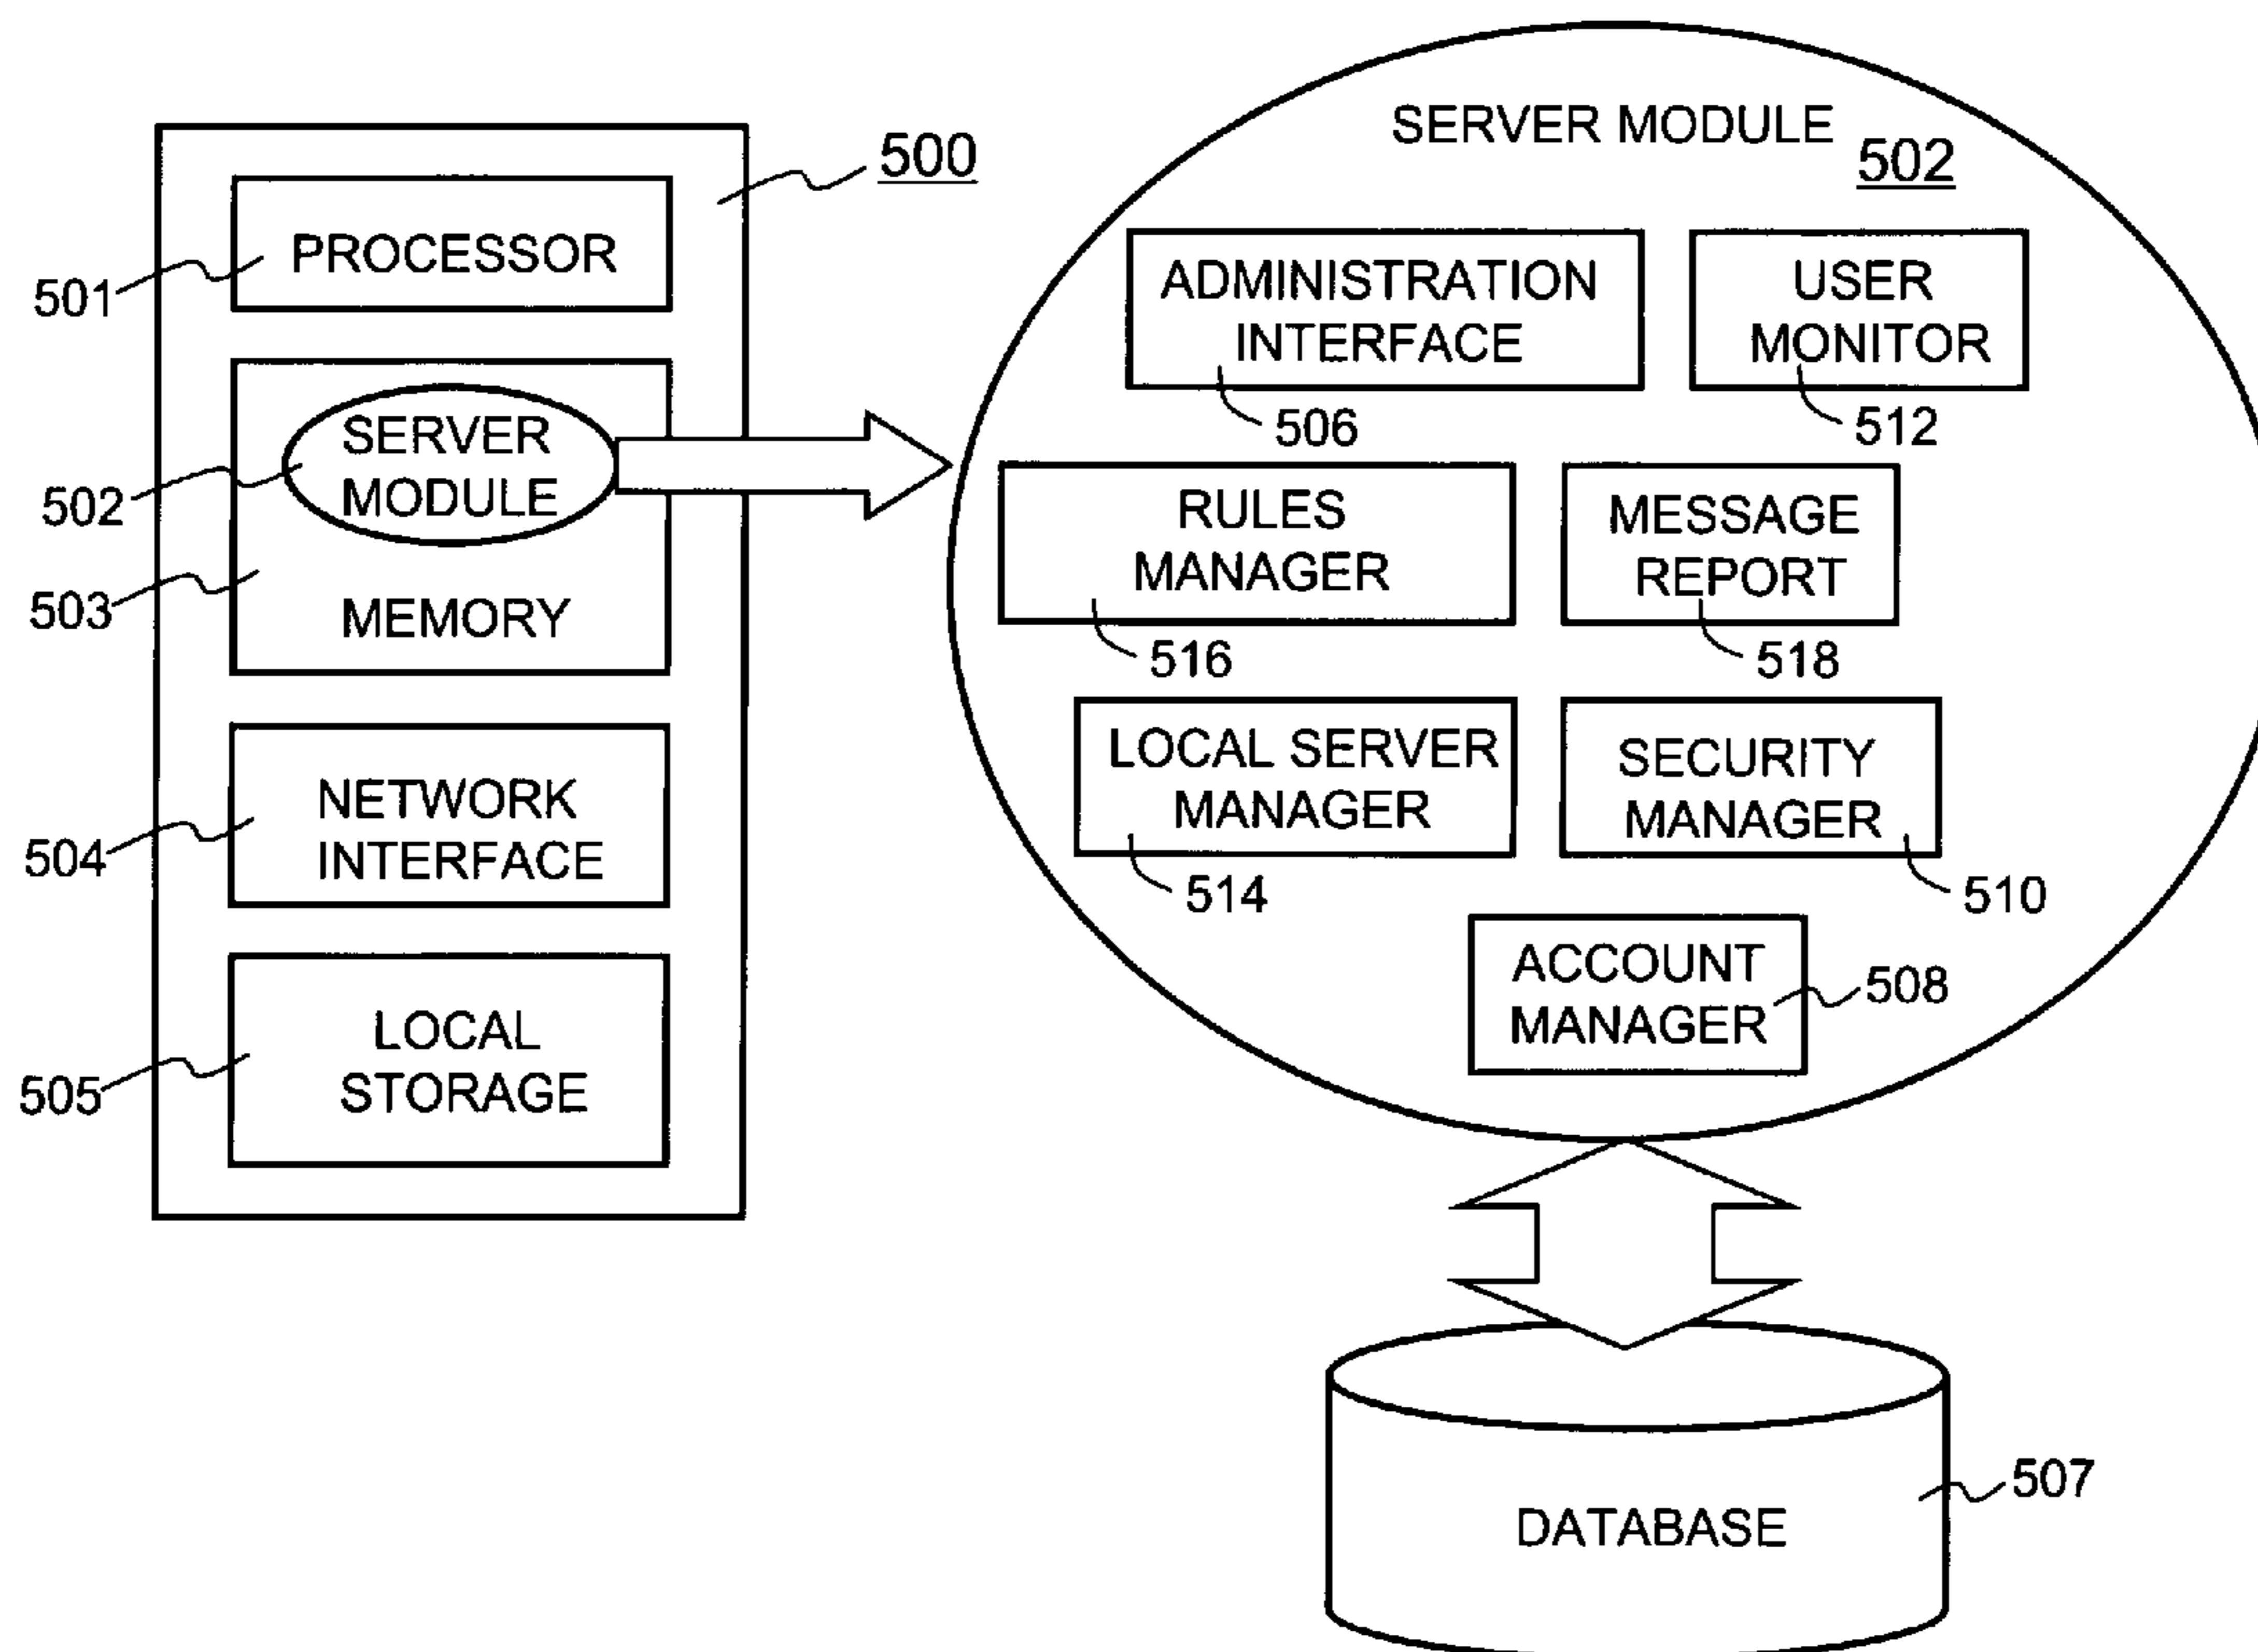 500
PROCESSOR
501
SERVER
MODULE
502
503
MEMORY
NETWORK
INTERFACE
504
LOCAL
STORAGE
505
SERVER MODULE
502
ADMINISTRATION
INTERFACE
506
USER
MONITOR
512
RULES
MANAGER
516
MESSAGE
REPORT
518
LOCAL SERVER
MANAGER
514
SECURITY
MANAGER
510
ACCOUNT
MANAGER
508
DATABASE
507